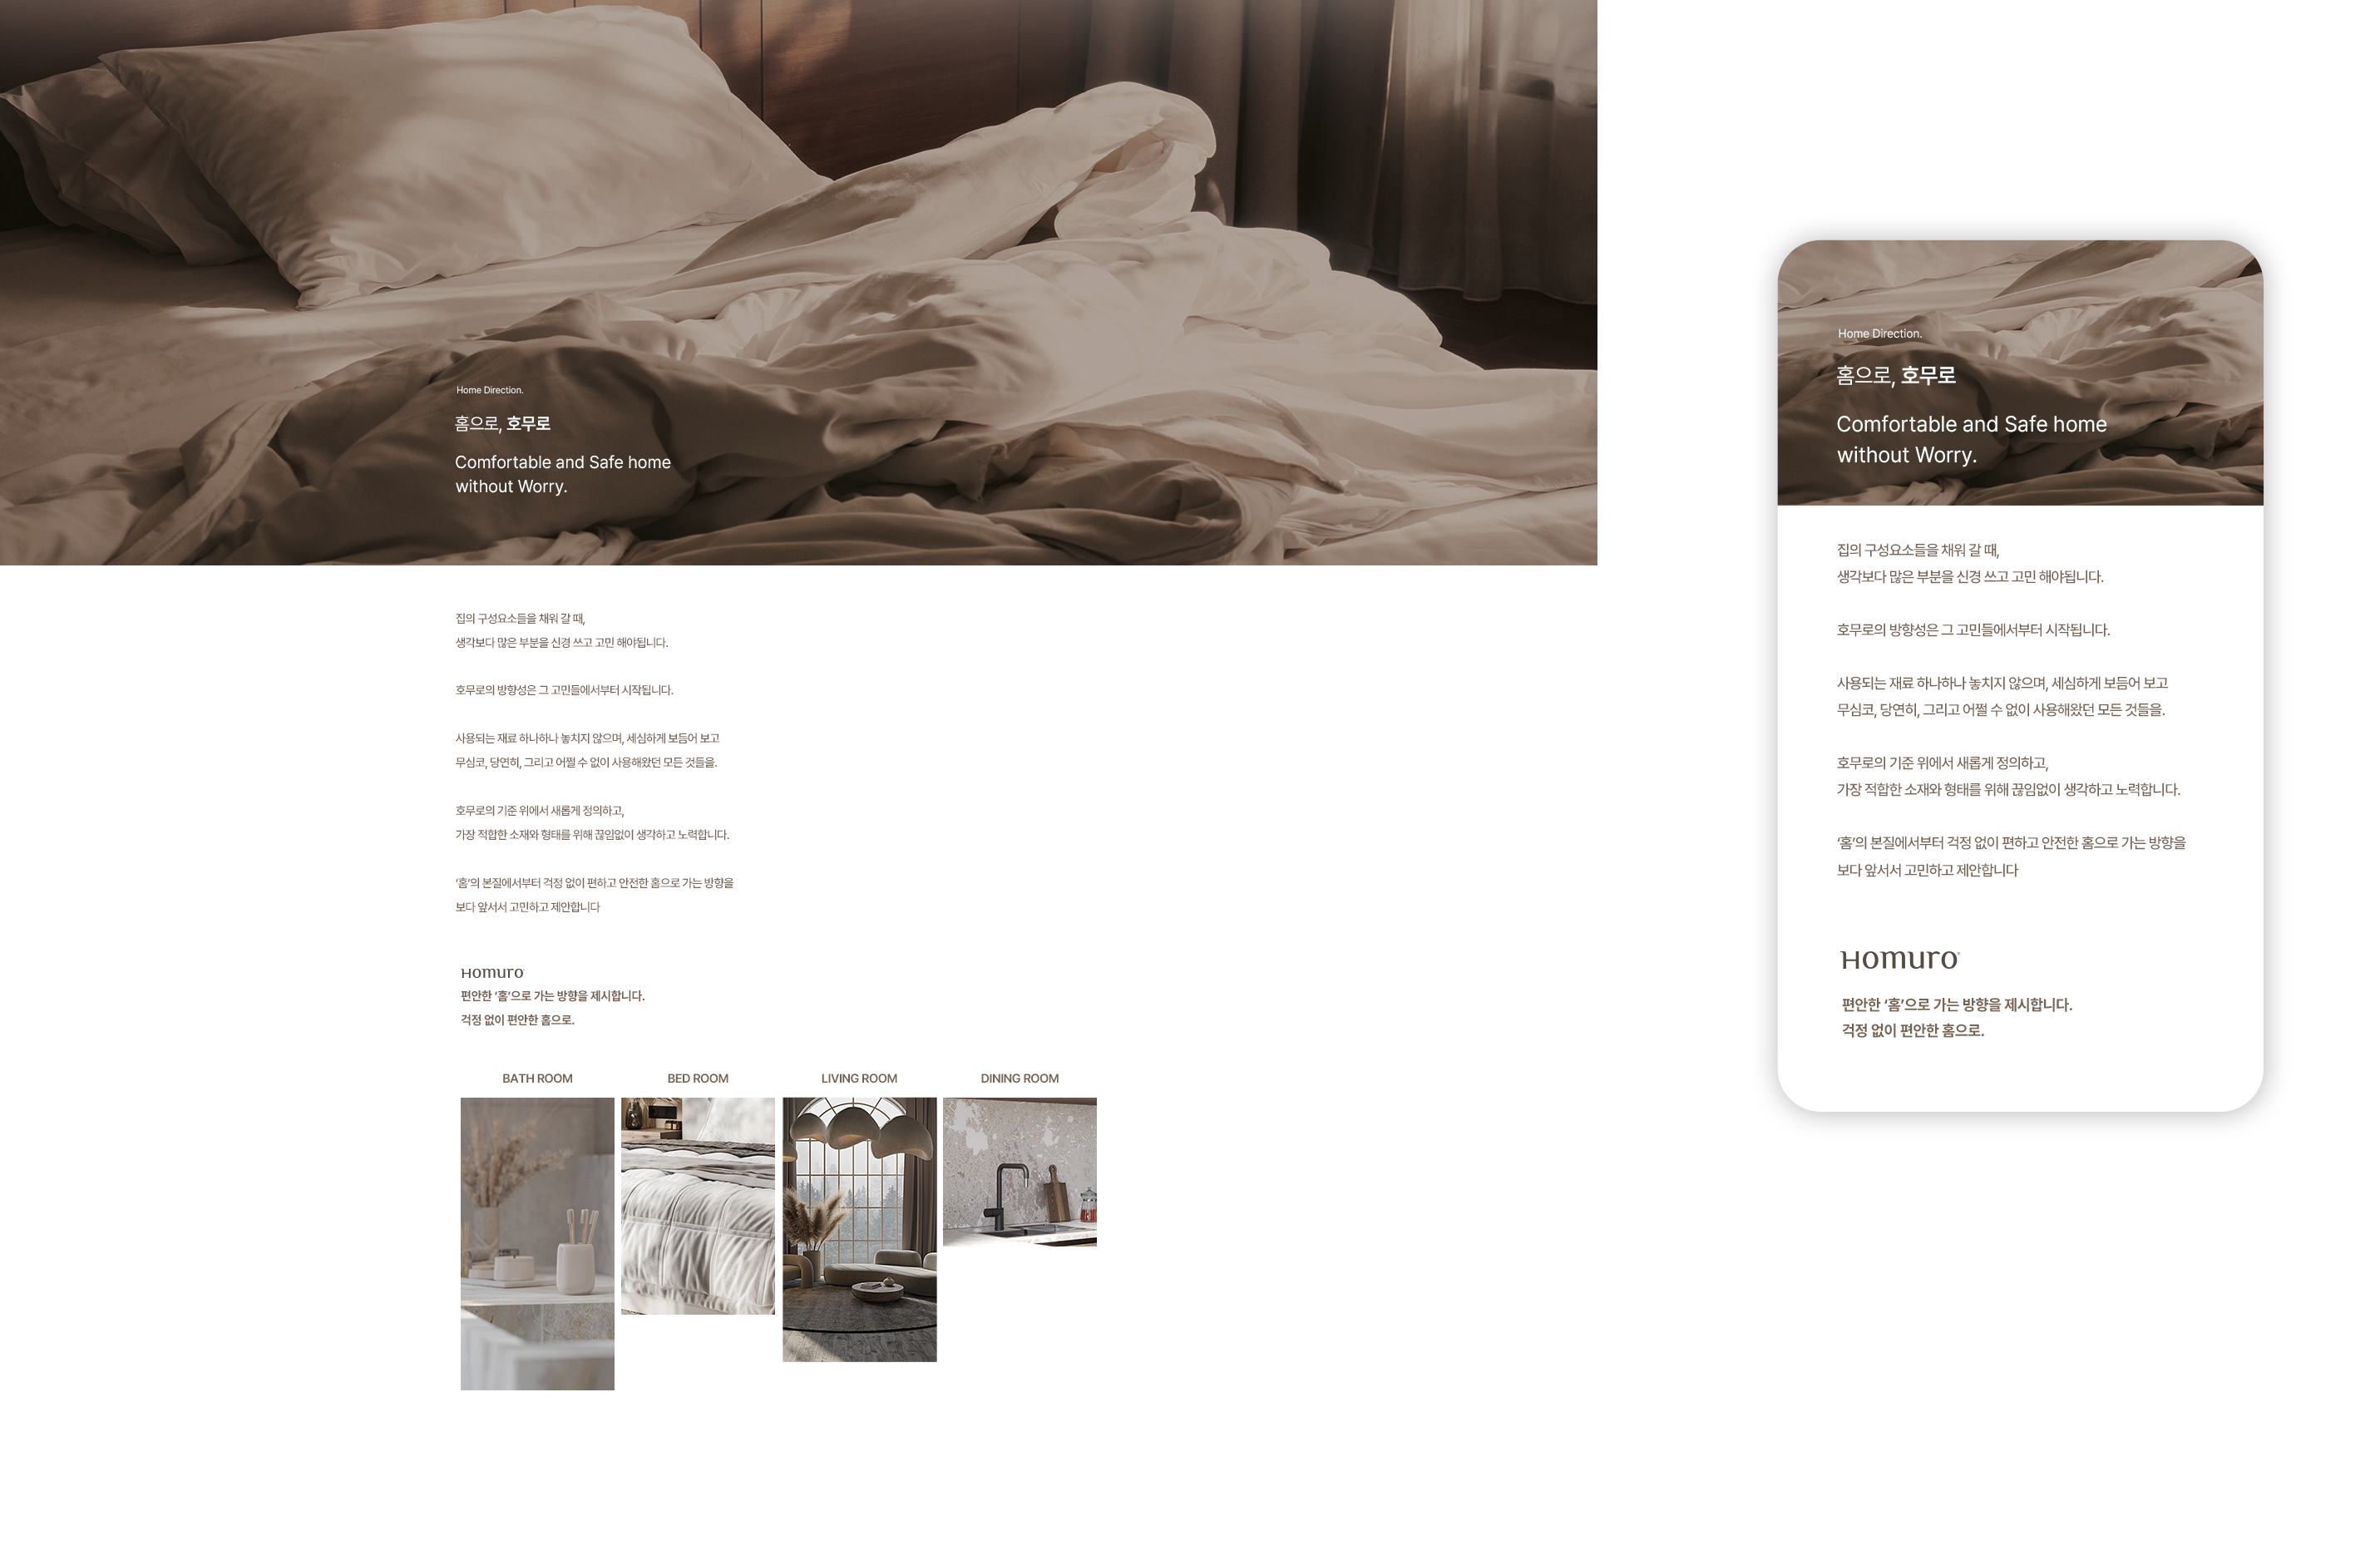 Home Direction.
홈으로, 호무로
Comfortable and Safe home
without Worry.
집의 구성요소들을 채워 갈 때,
생각보다 많은 부분을 신경 쓰고 고민 해야됩니다.
호무로의 방향성은 그 고민들에서부터 시작됩니다.
사용되는 재료 하나하나 놓치지 않으며, 세심하게 보듬어 보고
무심코, 당연히, 그리고 어쩔 수 없이 사용해왔던 모든 것들을.
호무로의 기준 위에서 새롭게 정의하고,
가장 적합한 소재와 형태를 위해 끊임없이 생각하고 노력합니다.
‘홈’의 본질에서부터 걱정 없이 편하고 안전한 홈으로 가는 방향을
보다 앞서서 고민하고 제안합니다
Homuro
편안한 ‘홈’으로 가는 방향을 제시합니다.
걱정 없이 편안한 홈으로.
BATH ROOM
BED ROOM
LIVING ROOM
DINING ROOM
Home Direction.
홈으로, 호무로
Comfortable and Safe home
without Worry.
집의 구성요소들을 채워 갈 때,
생각보다 많은 부분을 신경 쓰고 고민 해야됩니다.
호무로의 방향성은 그 고민들에서부터 시작됩니다.
사용되는 재료 하나하나 놓치지 않으며, 세심하게 보듬어 보고
무심코, 당연히, 그리고 어쩔 수 없이 사용해왔던 모든 것들을.
호무로의 기준 위에서 새롭게 정의하고,
가장 적합한 소재와 형태를 위해 끊임없이 생각하고 노력합니다.
‘홈’의 본질에서부터 걱정 없이 편하고 안전한 홈으로 가는 방향을
보다 앞서서 고민하고 제안합니다
Homuro
편안한 ‘홈’으로 가는 방향을 제시합니다.
걱정 없이 편안한 홈으로.